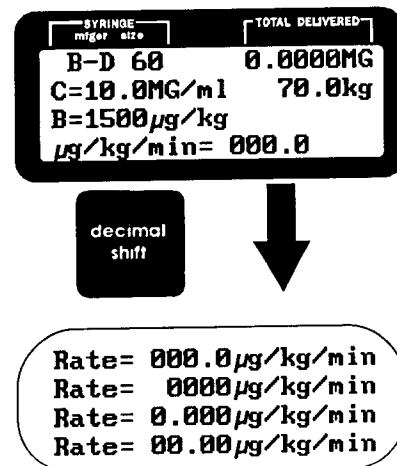 SYRINGE TOTAL DELIVERED
mfger size
B-D 60 0.0000MG
C=10.0MG/ml 70.0kg
B=1500µg/kg
µg/kg/min= 000.0
decimal
shift
Rate= 000.0µg/kg/min
Rate= 0000µg/kg/min
Rate= 0.000µg/kg/min
Rate= 00.00µg/kg/min